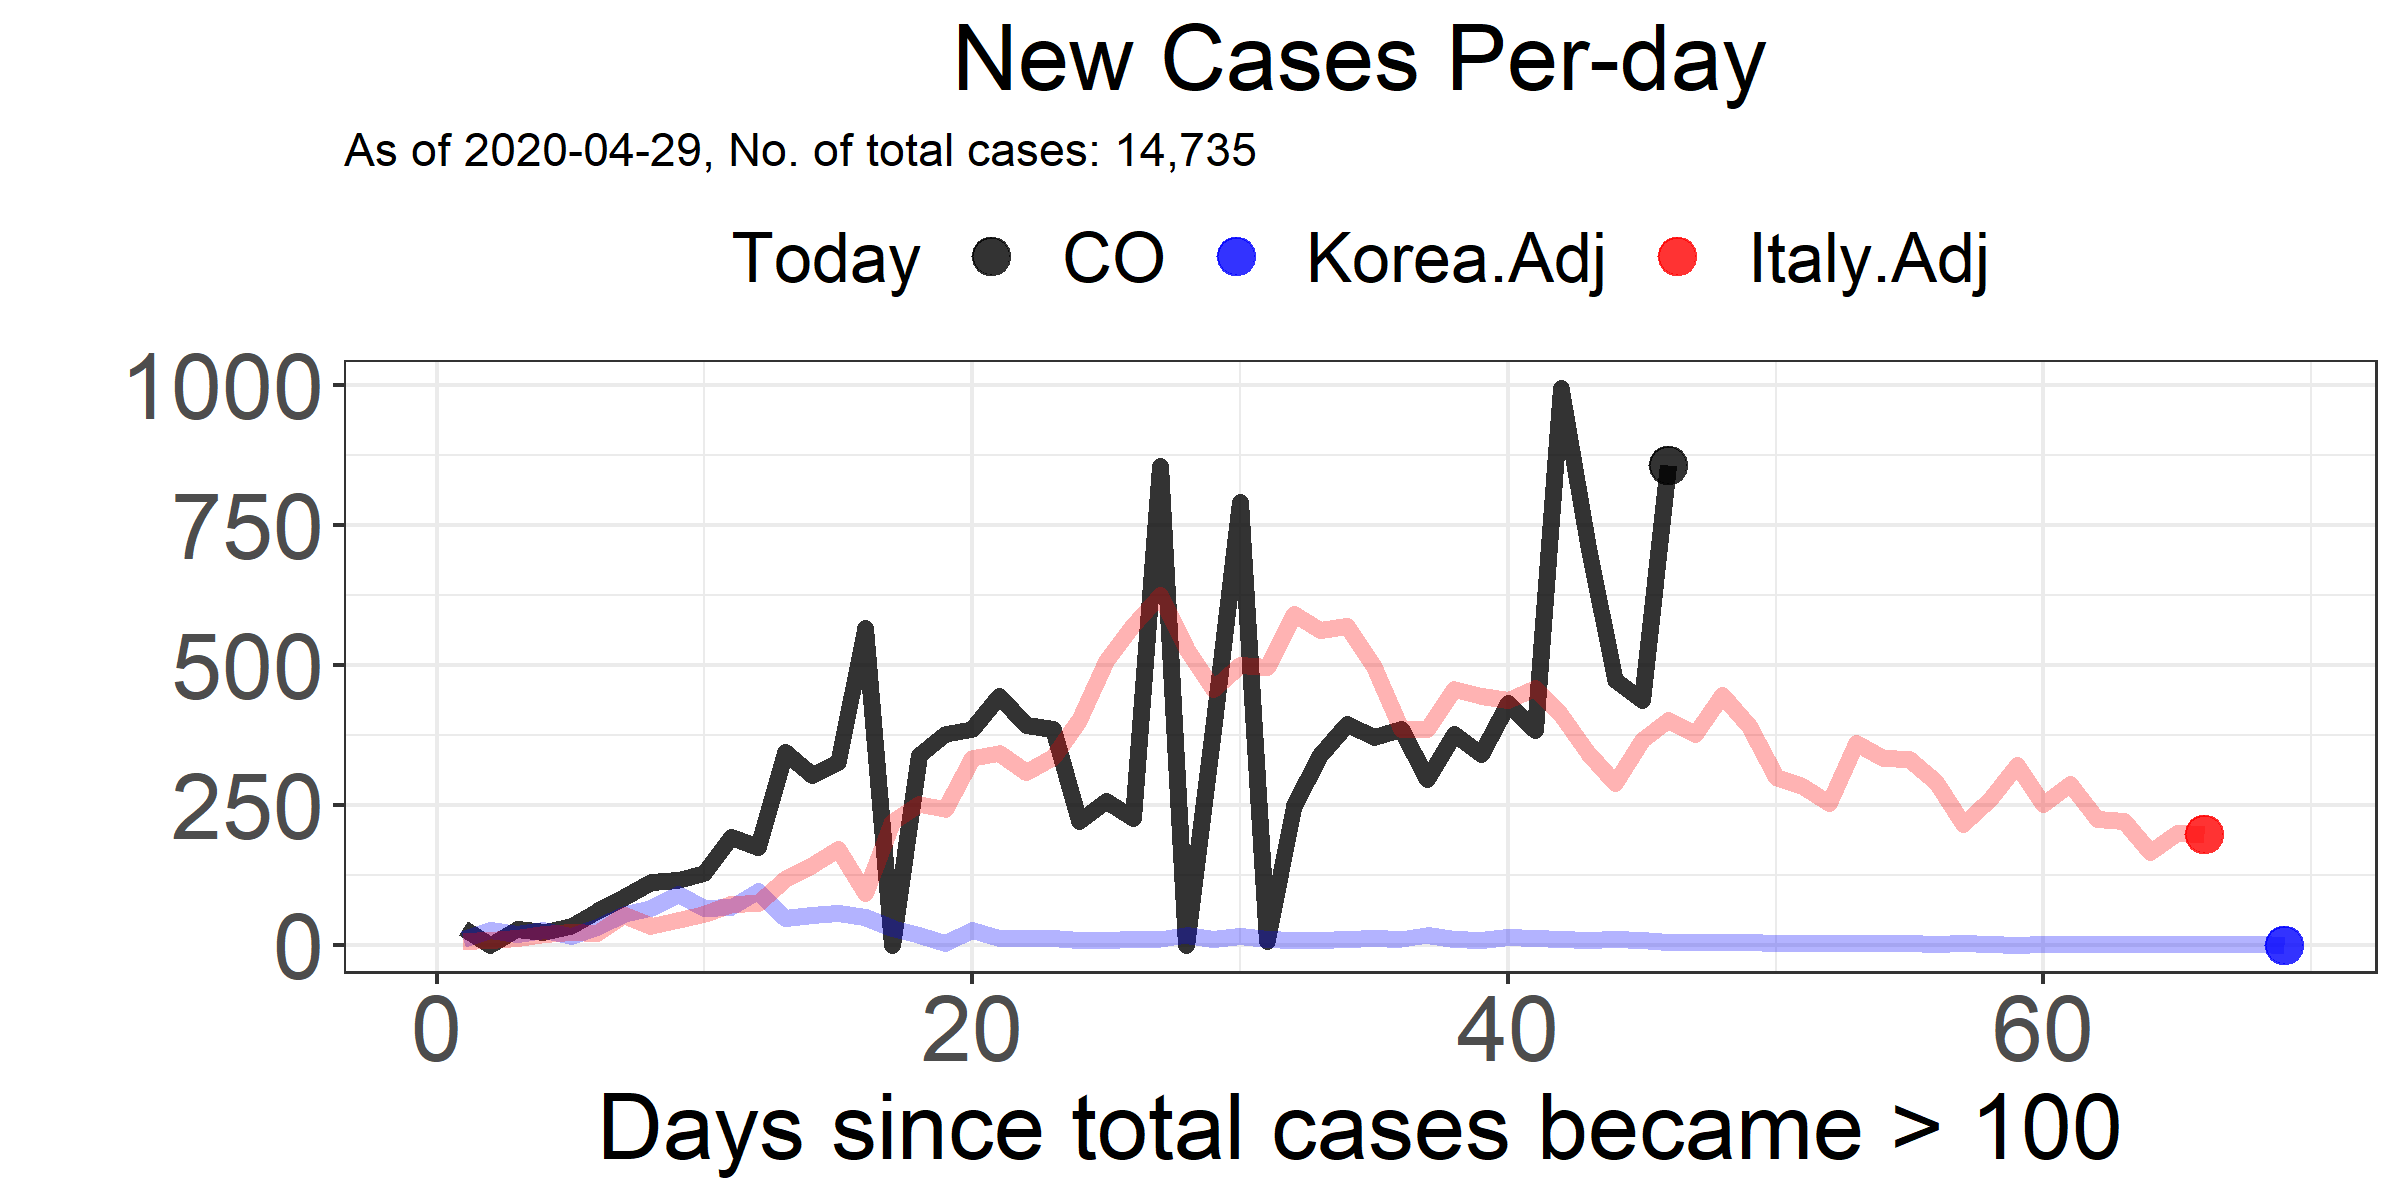 New Cases Per-day
As of 2020-04-29, No. of total cases: 14,735
Today CO Korea.Adj Italy.Adj
1000
750
500
250
0
0 20 40 60
Days since total cases became > 100